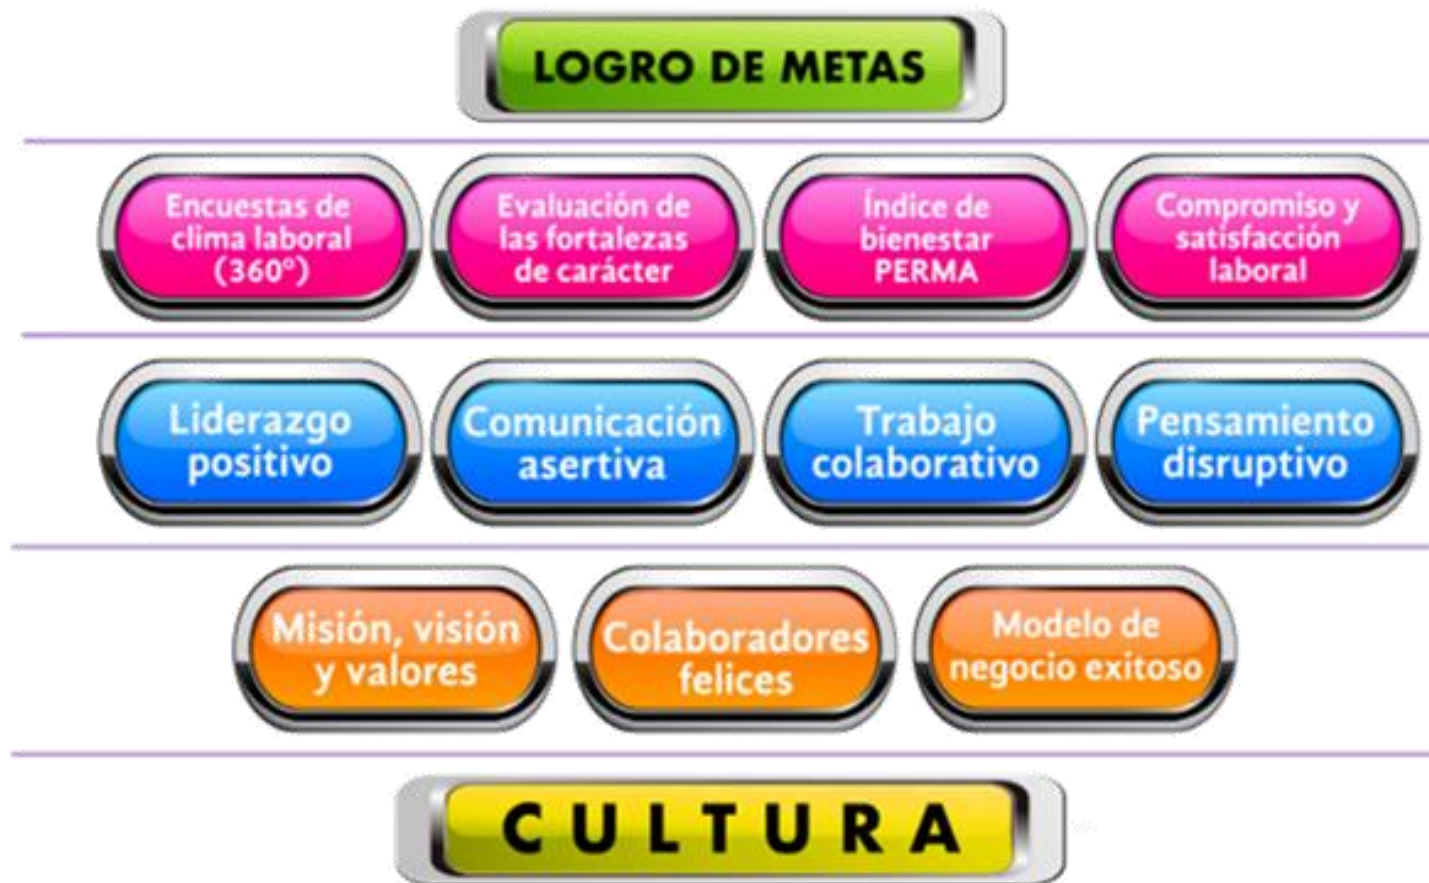 LOGRO DE METAS
Encuestas de
clima laboral
(360º)
Evaluación de
las fortalezas
de carácter
Índice de
bienestar
PERMA
Compromiso y
satisfacción
laboral
Liderazgo
positivo
Comunicación
asertiva
Trabajo
colaborativo
Pensamiento
disruptivo
Misión, visión
y valores
Colaboradores
felices
Modelo de
negocio exitoso
CULTURA